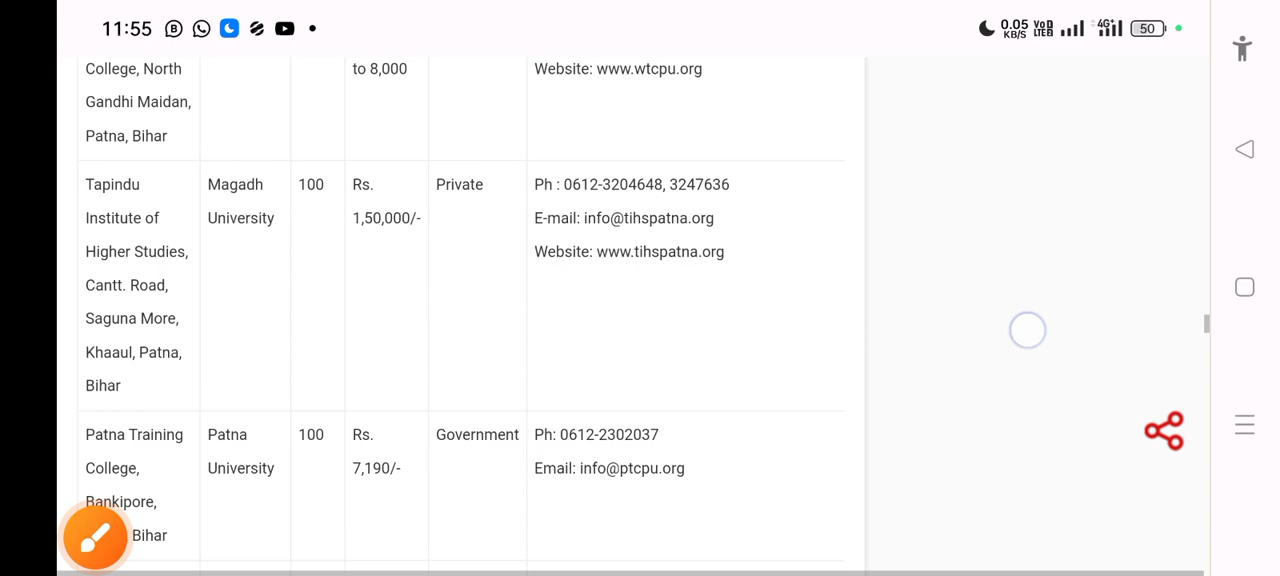 11:55
0.05 KB/S VoD LTE2 4G+ 50
College, North
Gandhi Maidan,
Patna, Bihar
to 8,000
Website: www.wtcpu.org
Tapindu
Institute of
Higher Studies,
Cantt. Road,
Saguna More,
Khaaul, Patna,
Bihar
Magadh
University
100
Rs.
1,50,000/-
Private
Ph : 0612-3204648, 3247636
E-mail: info@tihspatna.org
Website: www.tihspatna.org
Patna Training
College,
Bankipore,
Bihar
Patna
University
100
Rs.
7,190/-
Government
Ph: 0612-2302037
Email: info@ptcpu.org